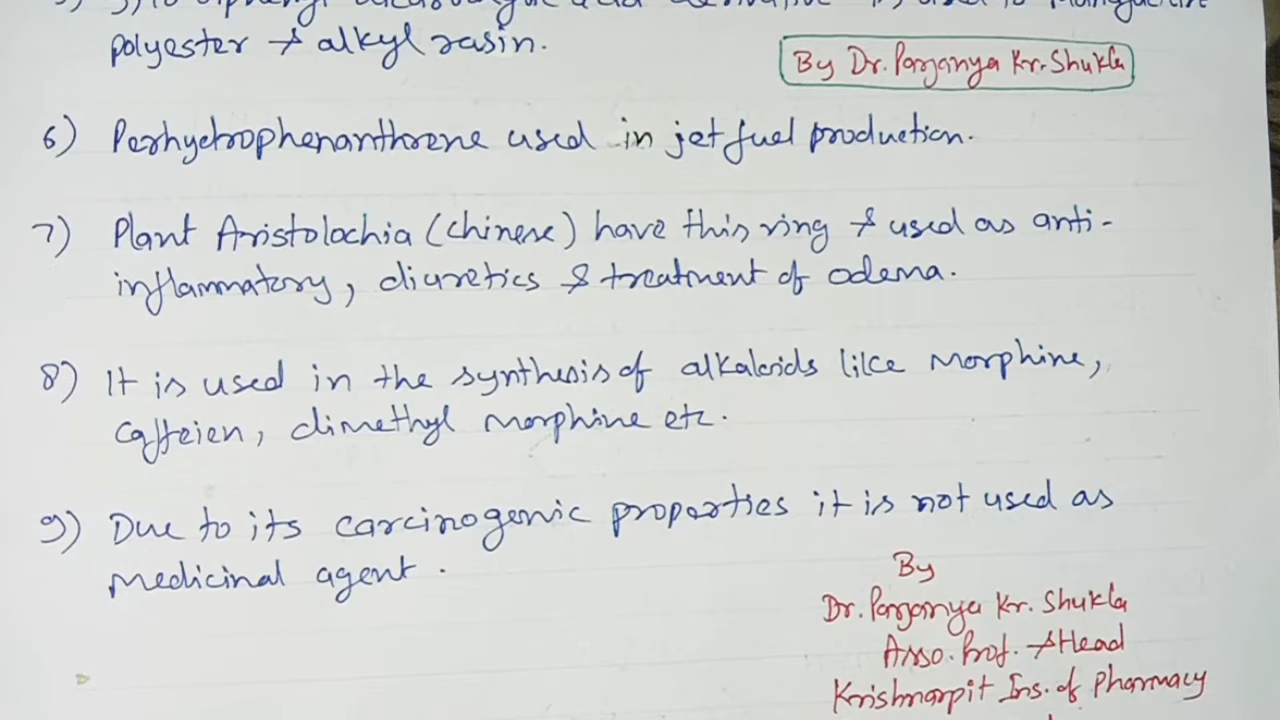 polyester & alkyl rasin.
By Dr. Parjanya Kr. Shukla
6) Perhydrophenanthrene used in jet fuel production.
7) Plant Aristolochia (chinese) have this ring & used as anti-
inflammatory, diuretics & treatment of odema.
8) It is used in the synthesis of alkaloids like Morphine,
Caffeien, dimethyl morphine etc.
9) Due to its carcinogenic properties it is not used as
medicinal agent.
By
Dr. Parjanya Kr. Shukla
Asso. Prof. & Head
Krishnarpit Ins. of Pharmacy